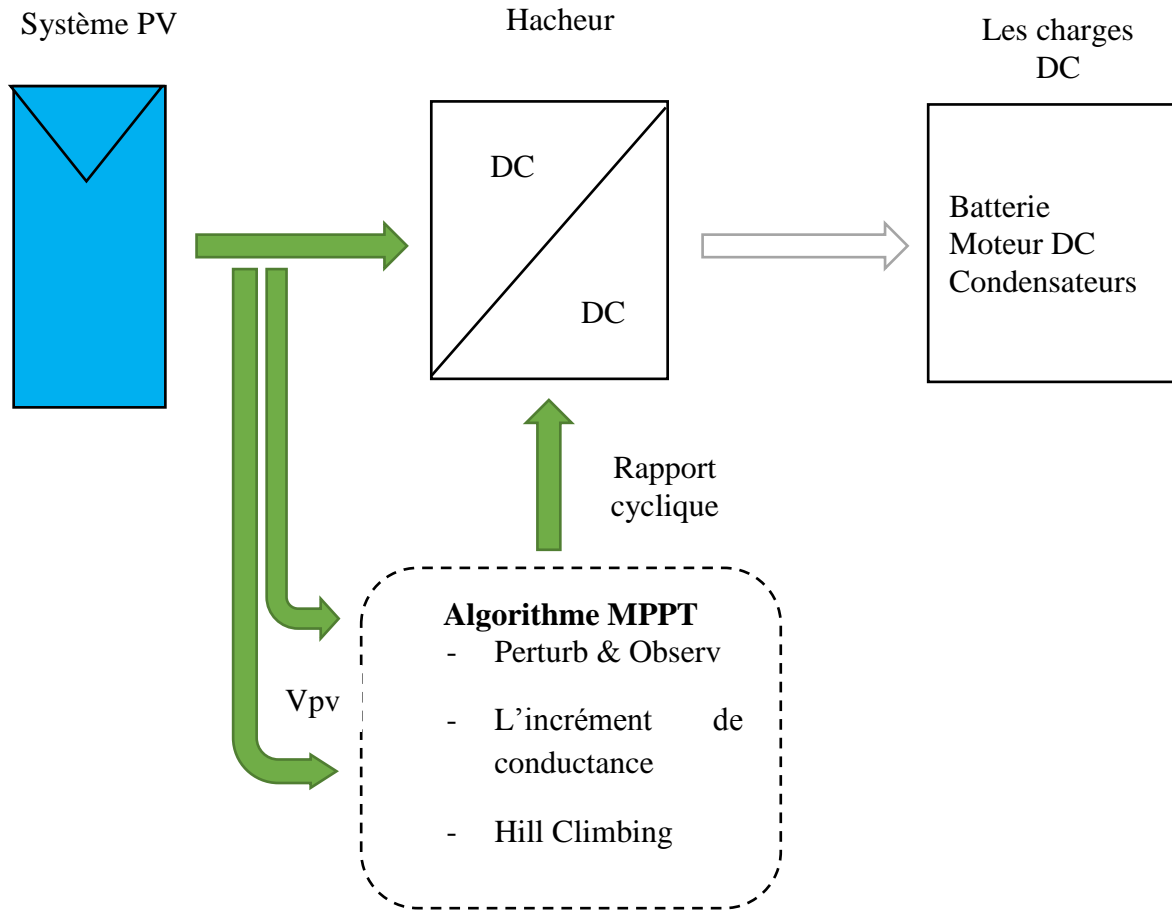 Système PV
Hacheur
Les charges
DC
DC
DC
Batterie
Moteur DC
Condensateurs
Rapport
cyclique
Vpv
Algorithme MPPT
- Perturb & Observ
- L’incrément de
conductance
- Hill Climbing